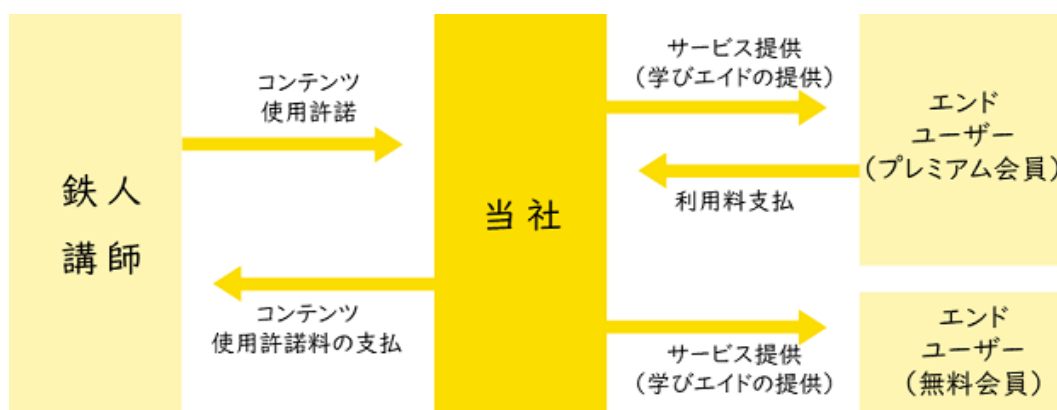 鉄人
講師
コンテンツ
使用許諾
コンテンツ
使用許諾料の支払
当社
サービス提供
（学びエイドの提供）
利用料支払
サービス提供
（学びエイドの提供）
エンド
ユーザー
（プレミアム会員）
エンド
ユーザー
（無料会員）